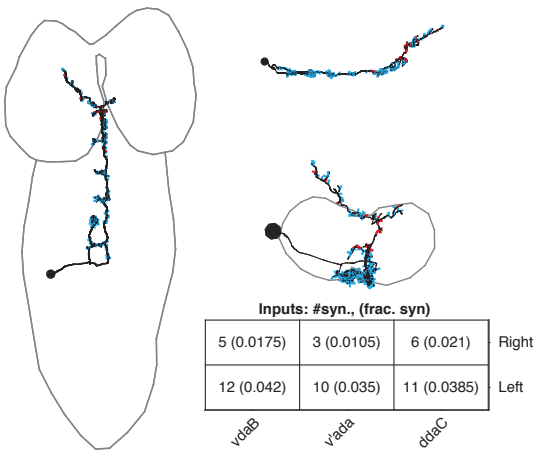 Inputs: #syn., (frac. syn)
5 (0.0175) 3 (0.0105) 6 (0.021) Right
12 (0.042) 10 (0.035) 11 (0.0385) Left
vdaB v'ada ddaC